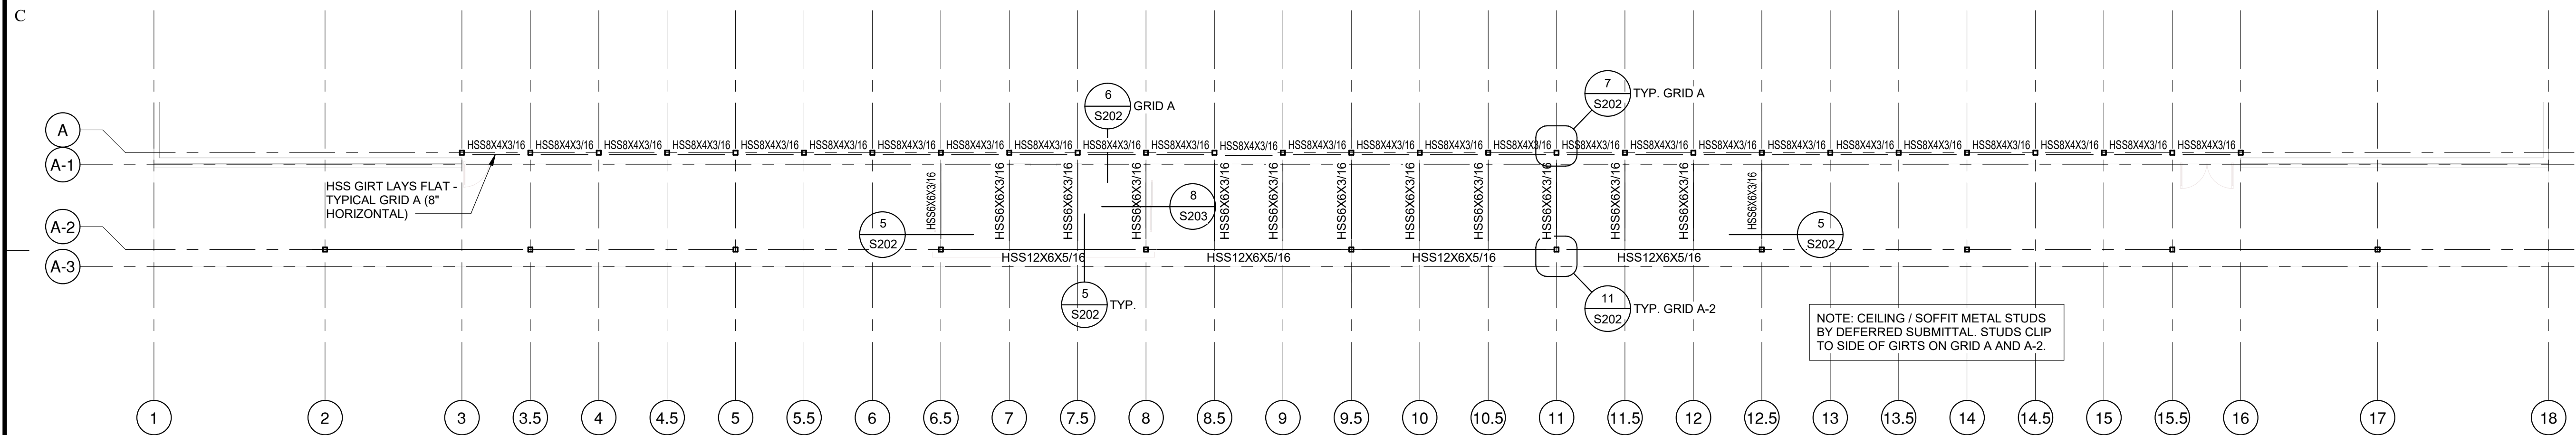 C
7
S202
TYP. GRID A
6
S202
GRID A
A
HSS8X4X3/16 HSS8X4X3/16 HSS8X4X3/16 HSS8X4X3/16 HSS8X4X3/16 HSS8X4X3/16 HSS8X4X3/16 HSS8X4X3/16 HSS8X4X3/16 HSS8X4X3/16 HSS8X4X3/16 HSS8X4X3/16 HSS8X4X3/16 HSS8X4X3/16 HSS8X4X3/16 HSS8X4X3/16 HSS8X4X3/16 HSS8X4X3/16 HSS8X4X3/16 HSS8X4X3/16 HSS8X4X3/16 HSS8X4X3/16 HSS8X4X3/16 HSS8X4X3/16 HSS8X4X3/16 HSS8X4X3/16
A-1
HSS GIRT LAYS FLAT -
TYPICAL GRID A (8"
HORIZONTAL)
HSS6X6X3/16
HSS6X6X3/16
HSS6X6X3/16
HSS6X6X3/16
HSS6X6X3/16
HSS6X6X3/16
HSS6X6X3/16
HSS6X6X3/16
HSS6X6X3/16
HSS6X6X3/16
HSS6X6X3/16
HSS6X6X3/16
HSS6X6X3/16
8
S203
A-2
5
S202
5
S202
A-3
HSS12X6X5/16 HSS12X6X5/16 HSS12X6X5/16 HSS12X6X5/16
5
S202
TYP.
11
S202
TYP. GRID A-2
NOTE: CEILING / SOFFIT METAL STUDS
BY DEFERRED SUBMITTAL. STUDS CLIP
TO SIDE OF GIRTS ON GRID A AND A-2.
1 2 3 3.5 4 4.5 5 5.5 6 6.5 7 7.5 8 8.5 9 9.5 10 10.5 11 11.5 12 12.5 13 13.5 14 14.5 15 15.5 16 17 18